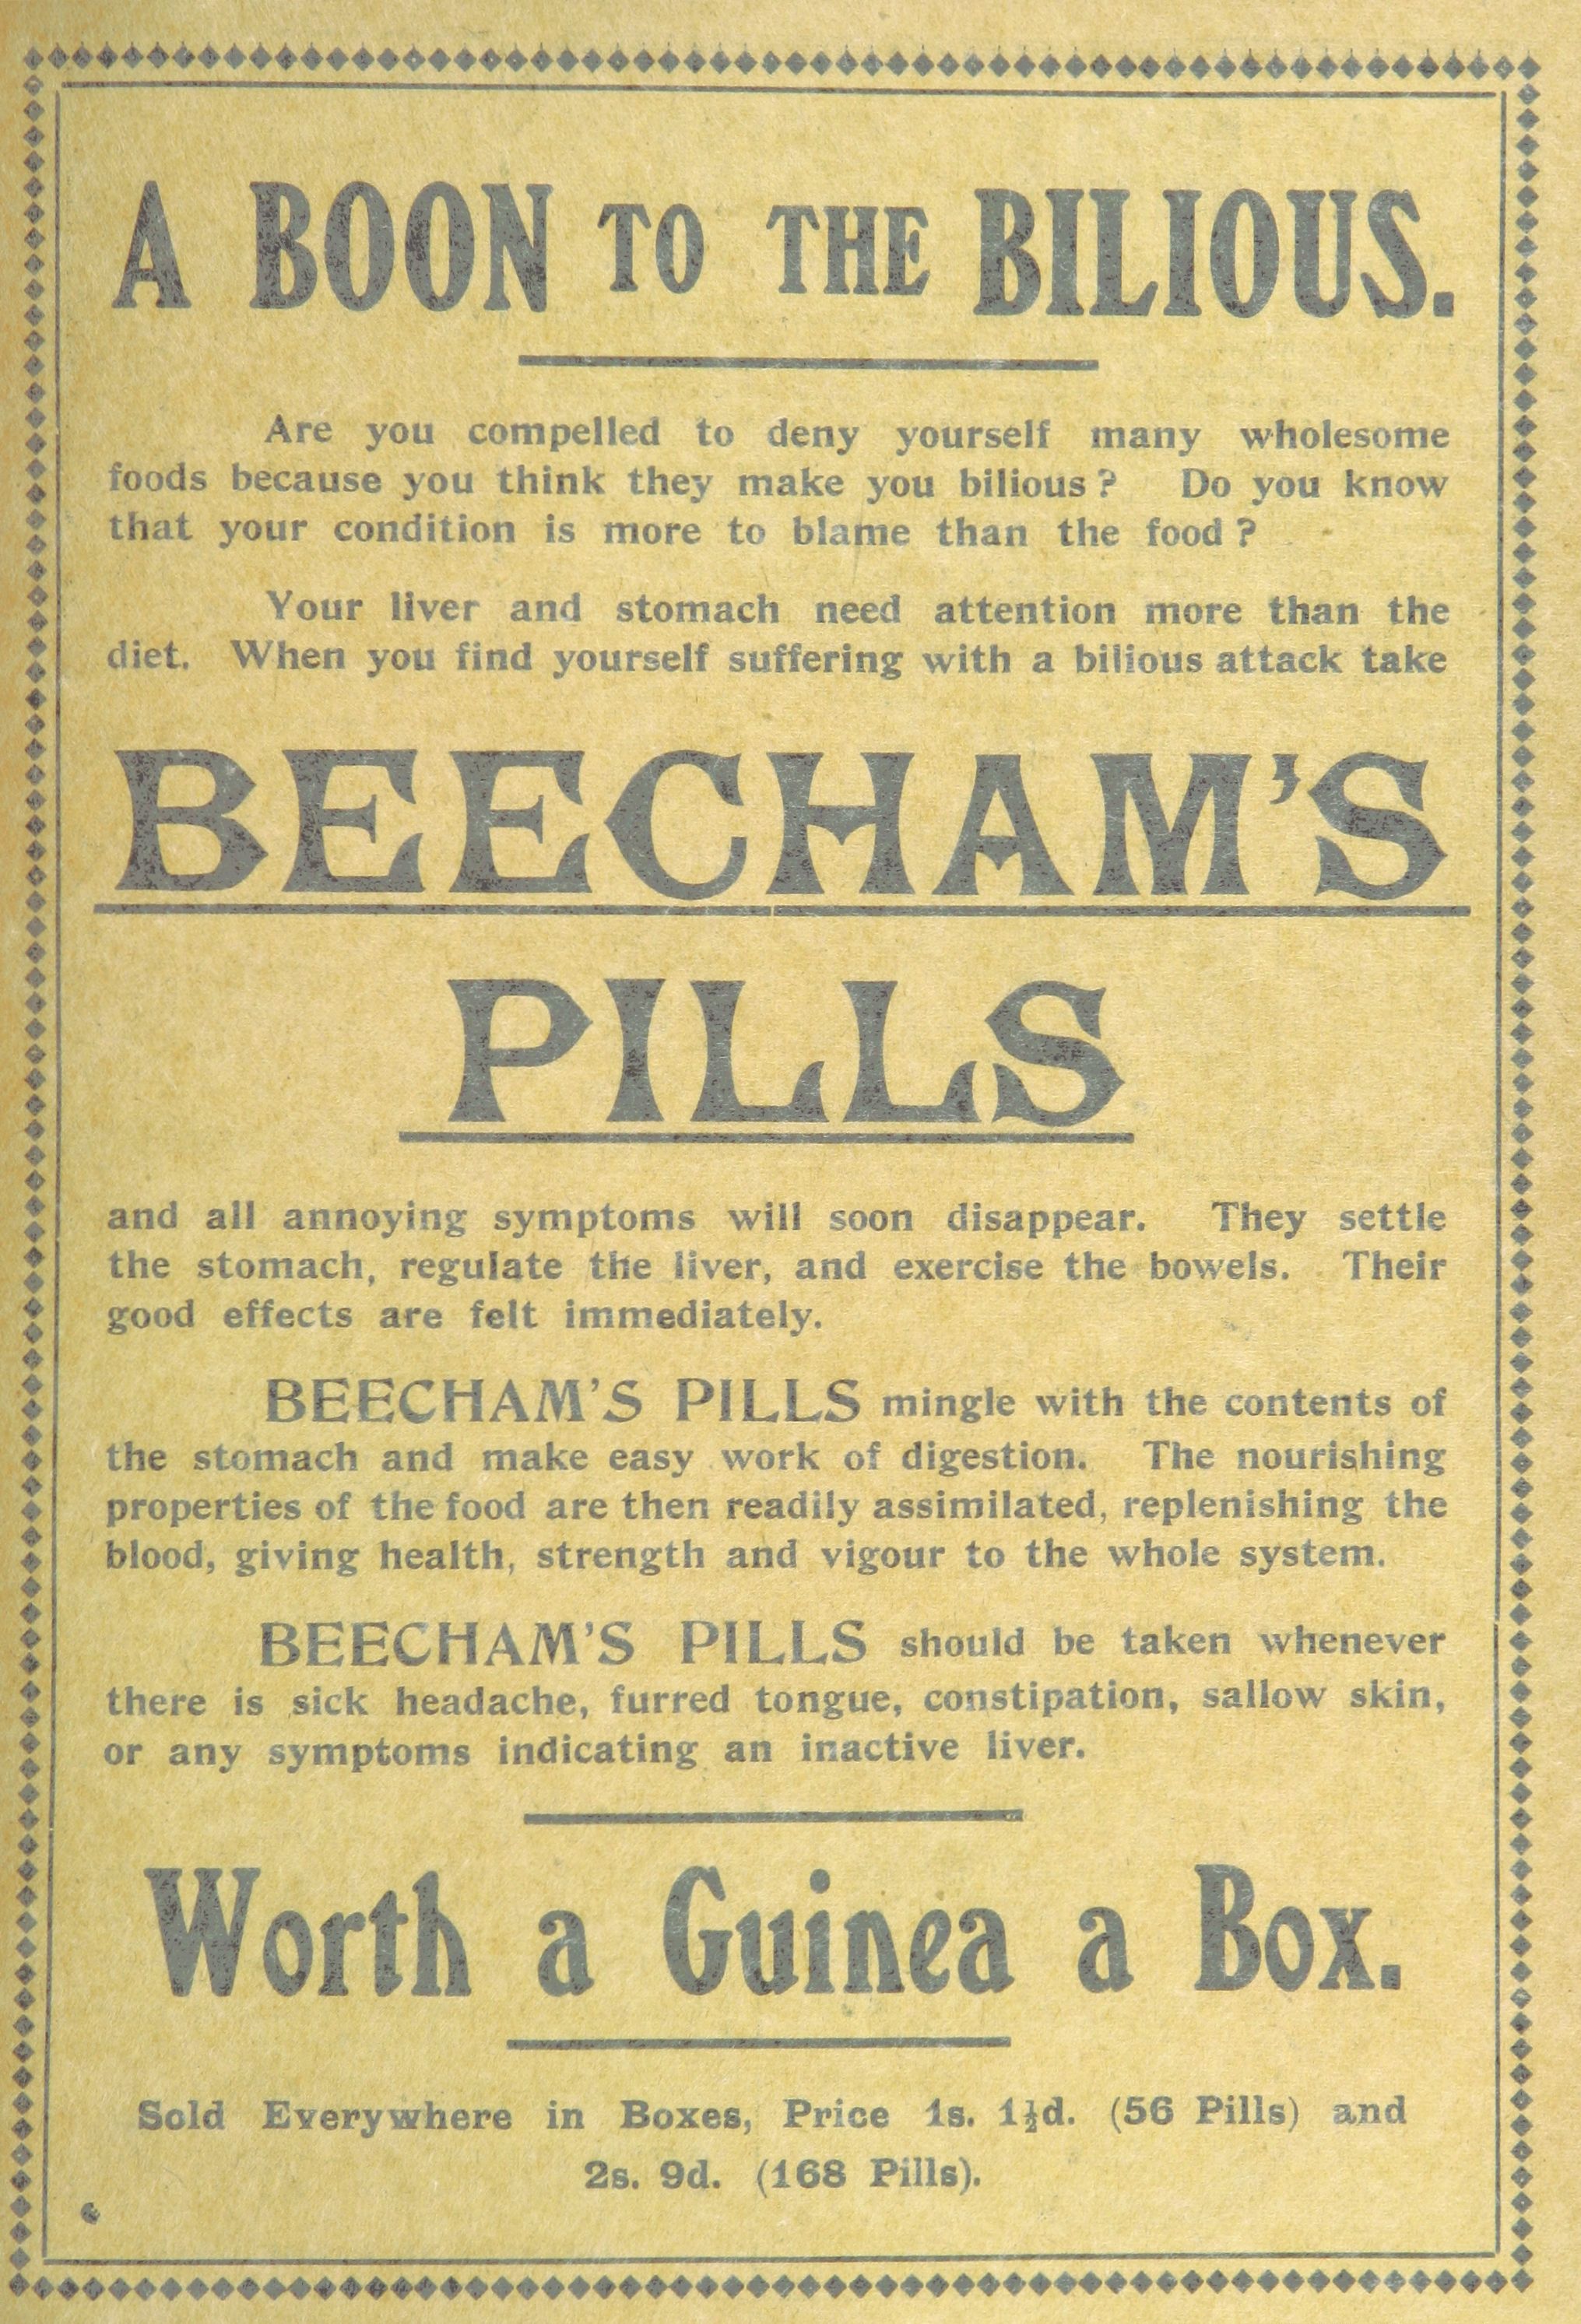 A BOON TO THE BILIOUS.
Are you compelled to deny yourself many wholesome
foods because you think they make you bilious? Do you know
that your condition is more to blame than the food?
Your liver and stomach need attention more than the
diet. When you find yourself suffering with a bilious attack take
BEECHAM'S
PILLS
and all annoying symptoms will soon disappear. They settle
the stomach, regulate the liver, and exercise the bowels. Their
good effects are felt immediately.
BEECHAM'S PILLS mingle with the contents of
the stomach and make easy work of digestion. The nourishing
properties of the food are then readily assimilated, replenishing the
blood, giving health, strength and vigour to the whole system.
BEECHAM'S PILLS should be taken whenever
there is sick headache, furred tongue, constipation, sallow skin,
or any symptoms indicating an inactive liver.
Worth a Guinea a Box.
Sold Everywhere in Boxes, Price 1s. 1½d. (56 Pills) and
2s. 9d. (168 Pills).